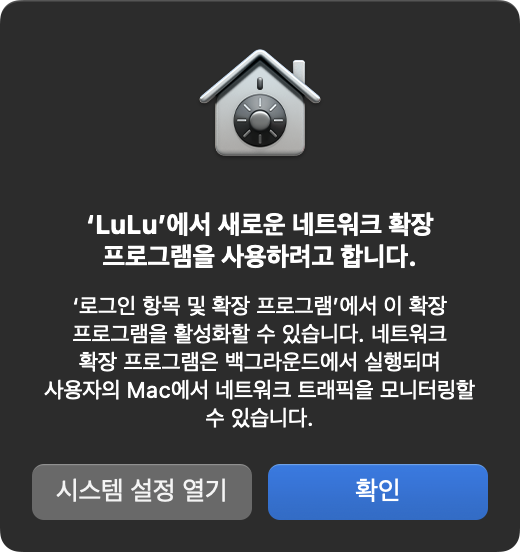 ‘LuLu’에서 새로운 네트워크 확장
프로그램을 사용하려고 합니다.
‘로그인 항목 및 확장 프로그램’에서 이 확장
프로그램을 활성화할 수 있습니다. 네트워크
확장 프로그램은 백그라운드에서 실행되며
사용자의 Mac에서 네트워크 트래픽을 모니터링할
수 있습니다.
시스템 설정 열기
확인